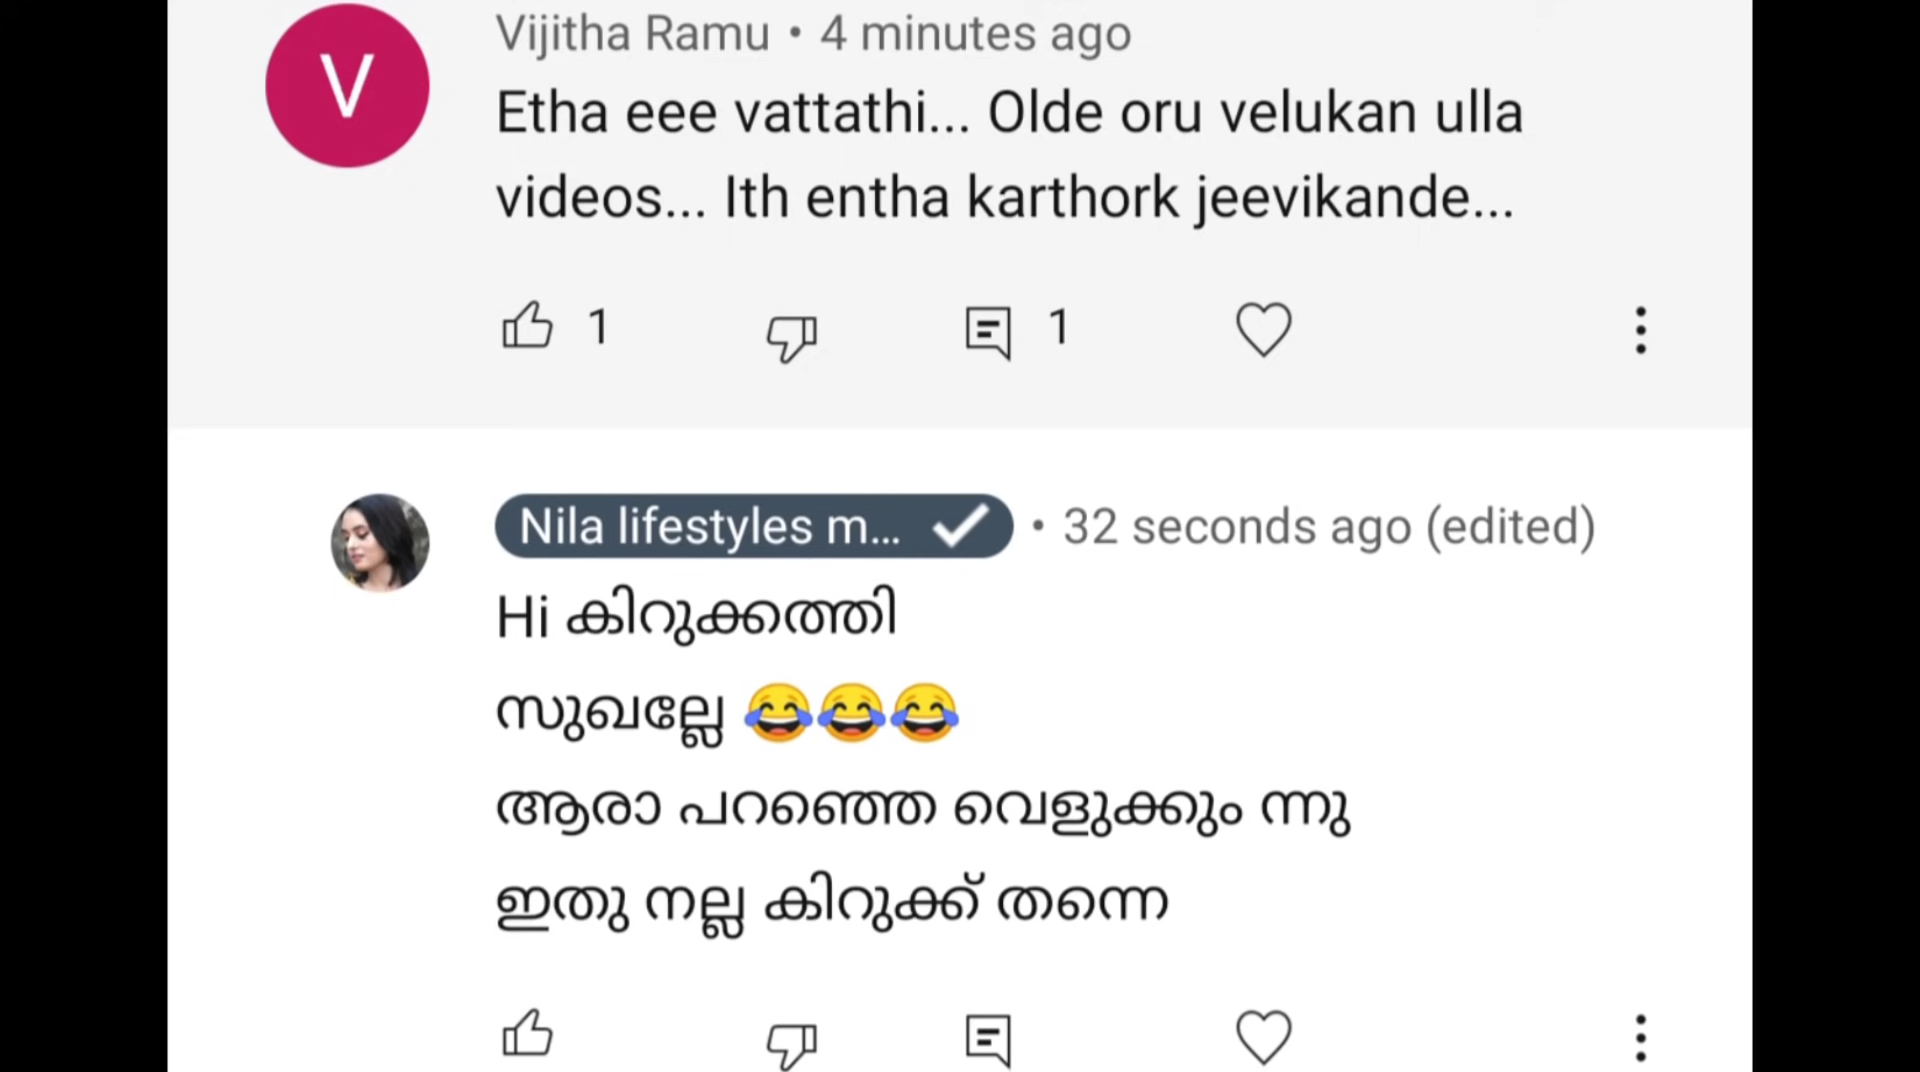 V
Vijitha Ramu • 4 minutes ago
Etha eee vattathi... Olde oru velukan ulla
videos... Ith entha karthork jeevikande...
1 1
Nila lifestyles m... • 32 seconds ago (edited)
Hi കിറുക്കത്തി
സുഖല്ലേ 😂😂😂
ആരാ പറഞ്ഞെ വെളുക്കും ന്നു
ഇതു നല്ല കിറുക്ക് തന്നെ